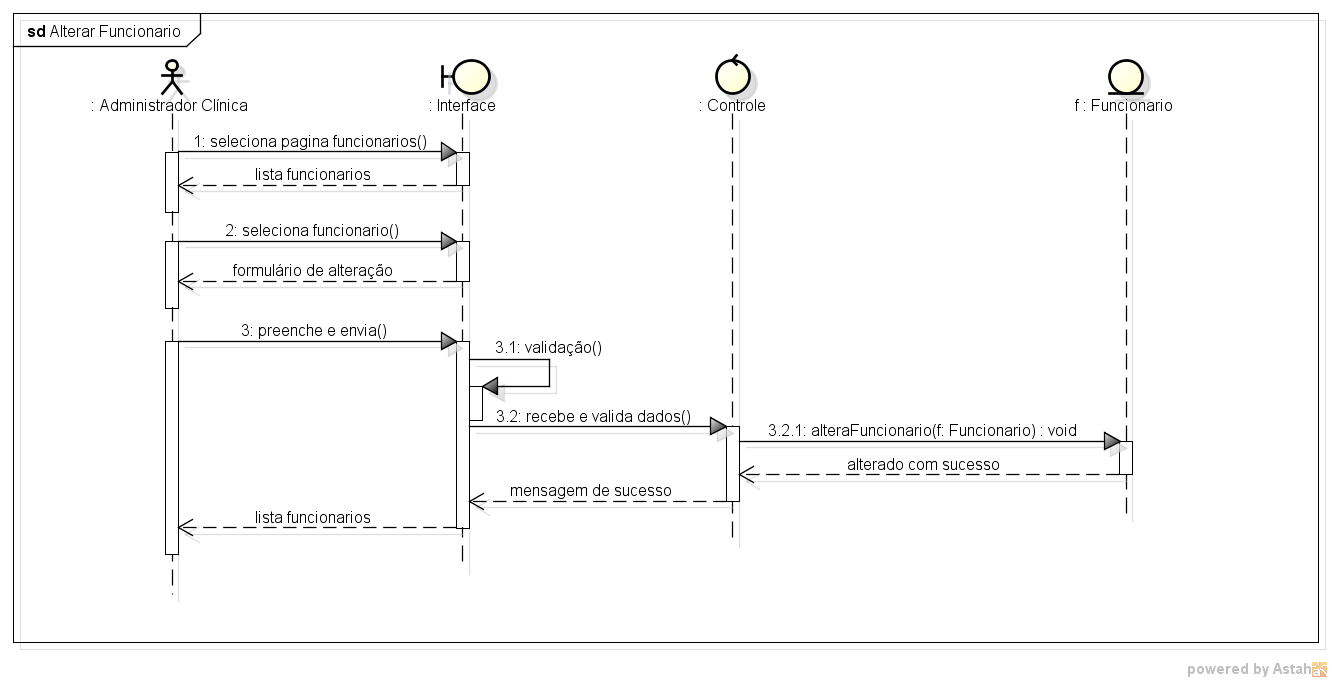 sd Alterar Funcionario
: Administrador Clínica
: Interface
: Controle
f : Funcionario
1: seleciona pagina funcionarios()
lista funcionarios
2: seleciona funcionario()
formulário de alteração
3: preenche e envia()
3.1: validação()
3.2: recebe e valida dados()
3.2.1: alteraFuncionario(f: Funcionario) : void
alterado com sucesso
mensagem de sucesso
lista funcionarios
powered by Astah